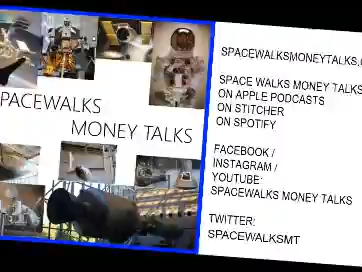 SPACEWALKS
MONEY TALKS
SPACEWALKSMONEYTALKS.
SPACE WALKS MONEY TALKS
ON APPLE PODCASTS
ON STITCHER
ON SPOTIFY
FACEBOOK /
INSTAGRAM /
YOUTUBE:
SPACEWALKS MONEY TALKS
TWITTER:
SPACEWALKSMT